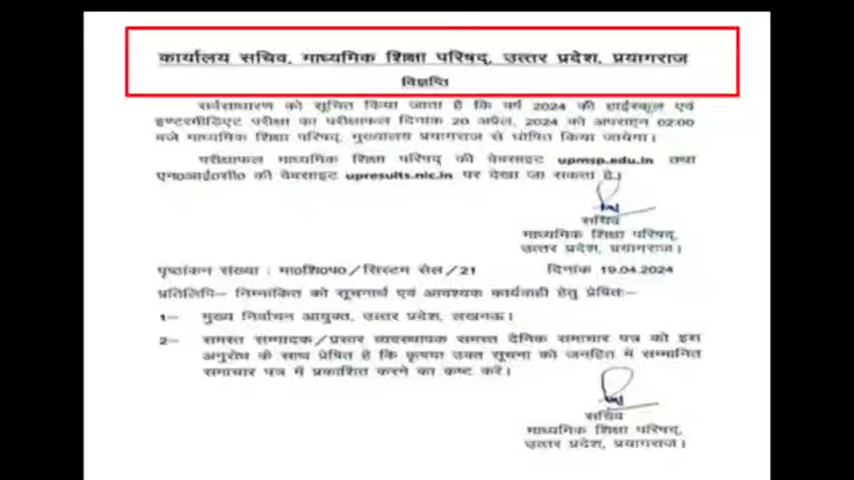 कार्यालय सचिव, माध्यमिक शिक्षा परिषद्, उत्तर प्रदेश, प्रयागराज
विज्ञप्ति
सर्वसाधारण को सूचित किया जाता है कि वर्ष 2024 की हाईस्कूल एवं
इण्टरमीडिएट परीक्षा का परीक्षाफल दिनांक 20 अप्रैल, 2024 को अपराहन 02:00
बजे माध्यमिक शिक्षा परिषद्, मुख्यालय प्रयागराज से घोषित किया जायेगा।
परीक्षाफल माध्यमिक शिक्षा परिषद् की वेबसाइट upmsp.edu.in तथा
एन०आई०सी० की वेबसाइट upresults.nic.in पर देखा जा सकता है।
सचिव
माध्यमिक शिक्षा परिषद्,
उत्तर प्रदेश, प्रयागराज।
पृष्ठांकन संख्या : मा०शि०प०/सिस्टम सेल/21 दिनांक 19.04.2024
प्रतिलिपि– निम्नांकित को सूचनार्थ एवं आवश्यक कार्यवाही हेतु प्रेषितः–
1– मुख्य निर्वाचन आयुक्त, उत्तर प्रदेश, लखनऊ।
2– समस्त सम्पादक/प्रसार व्यवस्थापक समस्त दैनिक समाचार पत्र को इस
अनुरोध के साथ प्रेषित है कि कृपया उक्त सूचना को जनहित में सम्मानित
समाचार पत्र में प्रकाशित करने का कष्ट करें।
सचिव
माध्यमिक शिक्षा परिषद्,
उत्तर प्रदेश, प्रयागराज।